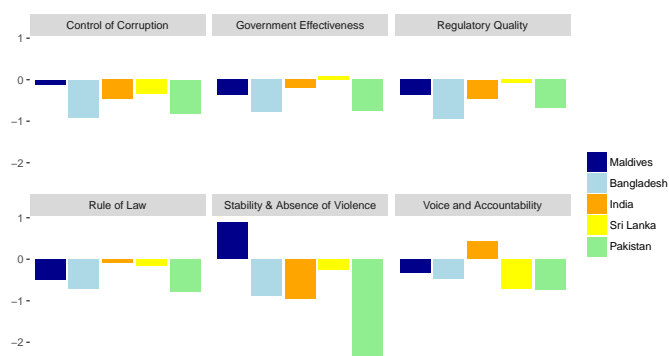 Control of Corruption
Government Effectiveness
Regulatory Quality
1
0
−1
−2
Rule of Law
Stability & Absence of Violence
Voice and Accountability
1
0
−1
−2
Maldives
Bangladesh
India
Sri Lanka
Pakistan